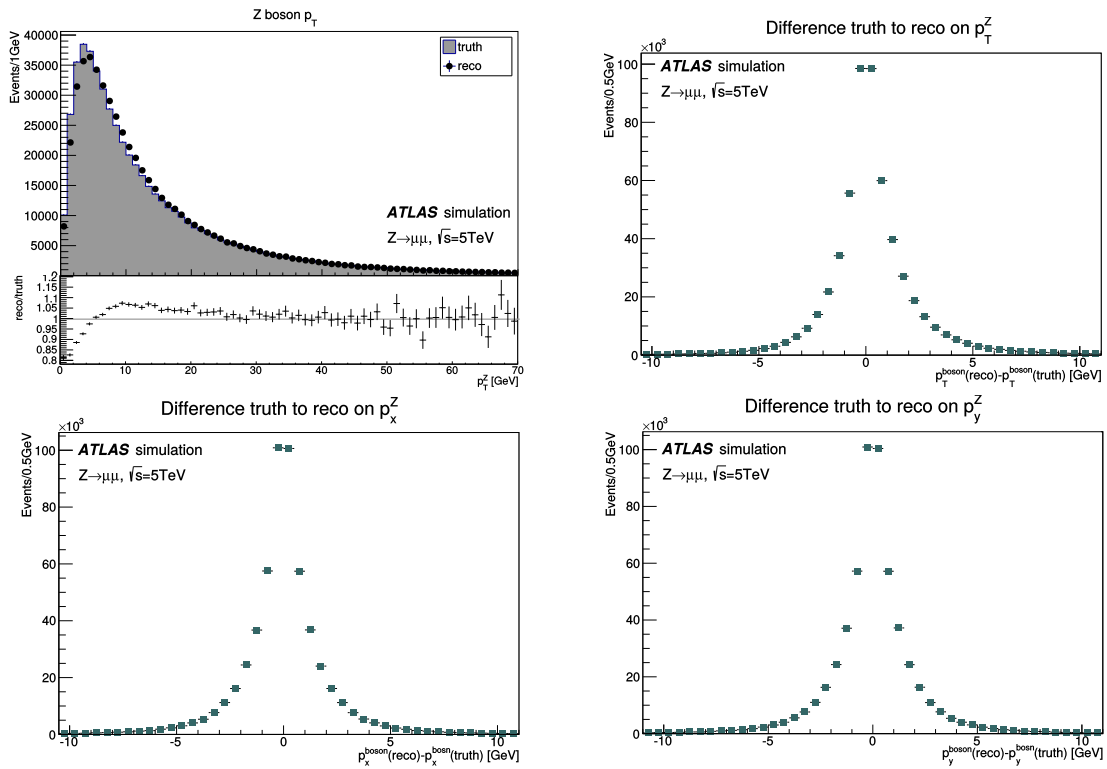 Z boson p_T
Events/1GeV
40000
35000
30000
25000
20000
15000
10000
5000
0
truth
reco
ATLAS simulation
Z→μμ, √s=5TeV
reco/truth
1.2
1.15
1.1
1.05
1
0.95
0.9
0.85
0.8
0 10 20 30 40 50 60 70
p_T^Z [GeV]
Difference truth to reco on p_T^Z
×10³
Events/0.5GeV
100
80
60
40
20
0
ATLAS simulation
Z→μμ, √s=5TeV
-10 -5 0 5 10
p_T^boson(reco)-p_T^boson(truth) [GeV]
Difference truth to reco on p_x^Z
×10³
Events/0.5GeV
100
80
60
40
20
0
ATLAS simulation
Z→μμ, √s=5TeV
-10 -5 0 5 10
p_x^boson(reco)-p_x^bosn(truth) [GeV]
Difference truth to reco on p_y^Z
×10³
Events/0.5GeV
100
80
60
40
20
0
ATLAS simulation
Z→μμ, √s=5TeV
-10 -5 0 5 10
p_y^boson(reco)-p_y^bosn(truth) [GeV]